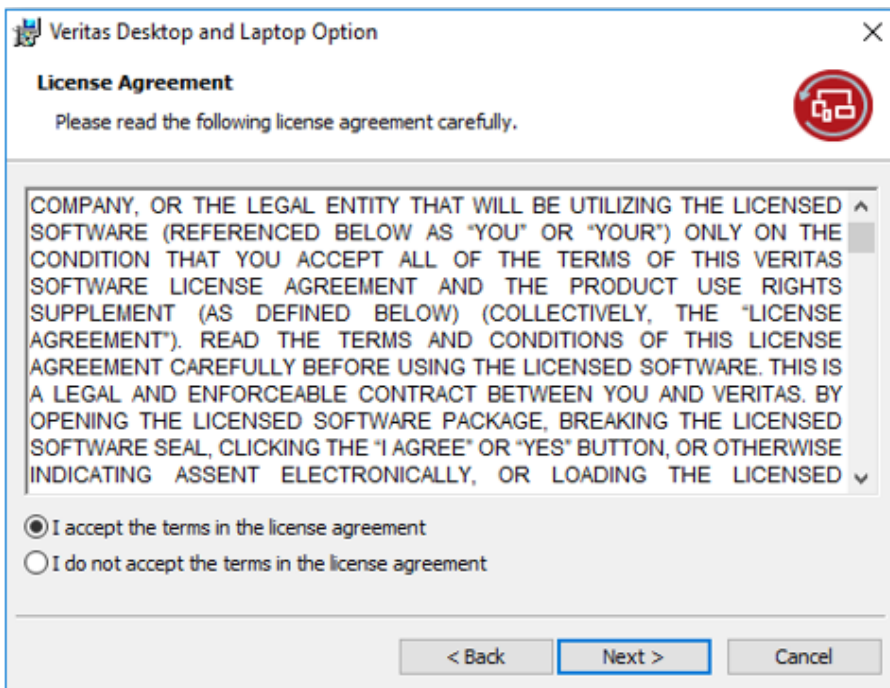 Veritas Desktop and Laptop Option
License Agreement
Please read the following license agreement carefully.
COMPANY, OR THE LEGAL ENTITY THAT WILL BE UTILIZING THE LICENSED
SOFTWARE (REFERENCED BELOW AS “YOU” OR “YOUR”) ONLY ON THE
CONDITION THAT YOU ACCEPT ALL OF THE TERMS OF THIS VERITAS
SOFTWARE LICENSE AGREEMENT AND THE PRODUCT USE RIGHTS
SUPPLEMENT (AS DEFINED BELOW) (COLLECTIVELY, THE “LICENSE
AGREEMENT”). READ THE TERMS AND CONDITIONS OF THIS LICENSE
AGREEMENT CAREFULLY BEFORE USING THE LICENSED SOFTWARE. THIS IS
A LEGAL AND ENFORCEABLE CONTRACT BETWEEN YOU AND VERITAS. BY
OPENING THE LICENSED SOFTWARE PACKAGE, BREAKING THE LICENSED
SOFTWARE SEAL, CLICKING THE “I AGREE” OR “YES” BUTTON, OR OTHERWISE
INDICATING ASSENT ELECTRONICALLY, OR LOADING THE LICENSED
I accept the terms in the license agreement
I do not accept the terms in the license agreement
< Back Next > Cancel